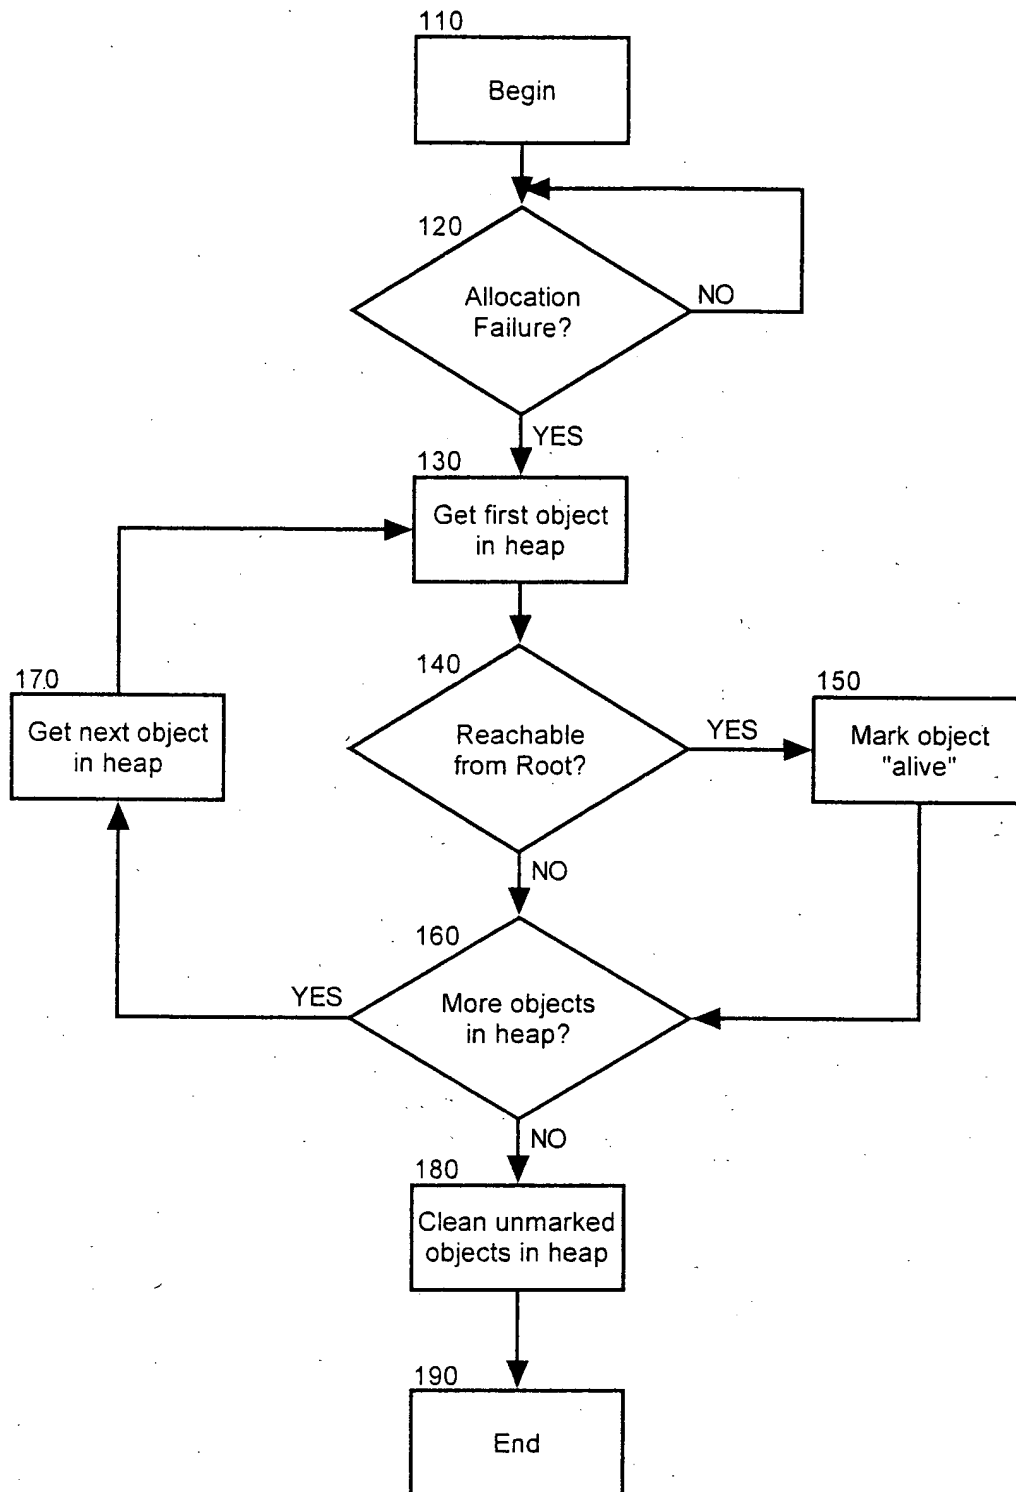 110
Begin
120
Allocation
Failure?
NO
YES
130
Get first object
in heap
140
Reachable
from Root?
YES
150
Mark object
"alive"
170
Get next object
in heap
NO
160
More objects
in heap?
YES
NO
180
Clean unmarked
objects in heap
190
End